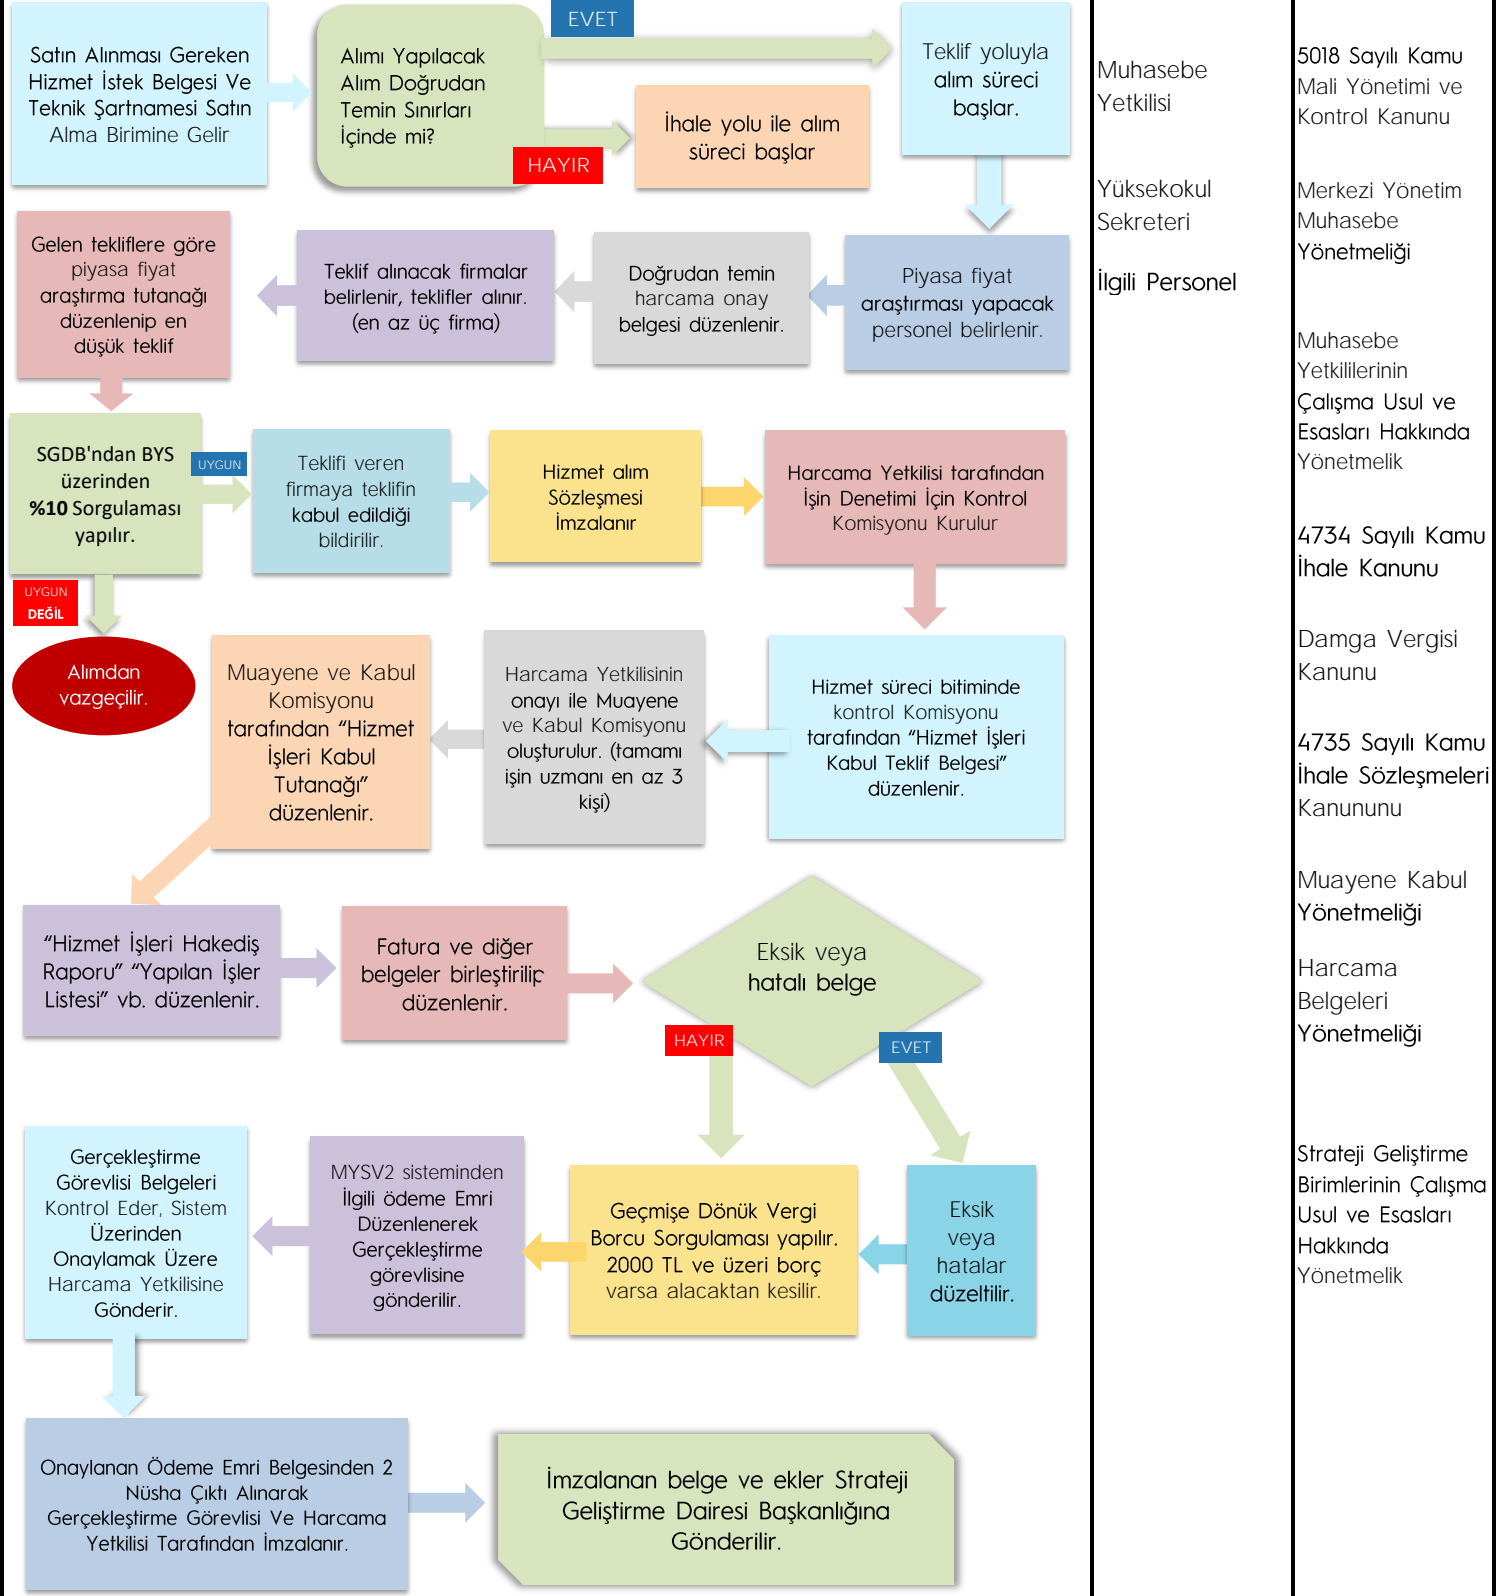 EVET
Satın Alınması Gereken
Hizmet İstek Belgesi Ve
Teknik Şartnamesi Satın
Alma Birimine Gelir
Alımı Yapılacak
Alım Doğrudan
Temin Sınırları
İçinde mi?
HAYIR
İhale yolu ile alım
süreci başlar
Teklif yoluyla
alım süreci
başlar.
Gelen tekliflere göre
piyasa fiyat
araştırma tutanağı
düzenlenip en
düşük teklif
Teklif alınacak firmalar
belirlenir, teklifler alınır.
(en az üç firma)
Doğrudan temin
harcama onay
belgesi düzenlenir.
Piyasa fiyat
araştırması yapacak
personel belirlenir.
SGDB'ndan BYS
üzerinden
%10 Sorgulaması
yapılır.
UYGUN
Teklifi veren
firmaya teklifin
kabul edildiği
bildirilir.
Hizmet alım
Sözleşmesi
İmzalanır
Harcama Yetkilisi tarafından
İşin Denetimi İçin Kontrol
Komisyonu Kurulur
UYGUN
DEĞİL
Alımdan
vazgeçilir.
Muayene ve Kabul
Komisyonu
tarafından “Hizmet
İşleri Kabul
Tutanağı”
düzenlenir.
Harcama Yetkilisinin
onayı ile Muayene
ve Kabul Komisyonu
oluşturulur. (tamamı
işin uzmanı en az 3
kişi)
Hizmet süreci bitiminde
kontrol Komisyonu
tarafından “Hizmet İşleri
Kabul Teklif Belgesi”
düzenlenir.
“Hizmet İşleri Hakediş
Raporu” “Yapılan İşler
Listesi” vb. düzenlenir.
Fatura ve diğer
belgeler birleştirilip
düzenlenir.
Eksik veya
hatalı belge
HAYIR
EVET
Gerçekleştirme
Görevlisi Belgeleri
Kontrol Eder, Sistem
Üzerinden
Onaylamak Üzere
Harcama Yetkilisine
Gönderir.
MYSV2 sisteminden
İlgili ödeme Emri
Düzenlenerek
Gerçekleştirme
görevlisine
gönderilir.
Geçmişe Dönük Vergi
Borcu Sorgulaması yapılır.
2000 TL ve üzeri borç
varsa alacaktan kesilir.
Eksik
veya
hatalar
düzeltilir.
Onaylanan Ödeme Emri Belgesinden 2
Nüsha Çıktı Alınarak
Gerçekleştirme Görevlisi Ve Harcama
Yetkilisi Tarafından İmzalanır.
İmzalanan belge ve ekler Strateji
Geliştirme Dairesi Başkanlığına
Gönderilir.
Muhasebe
Yetkilisi
Yüksekokul
Sekreteri
İlgili Personel
5018 Sayılı Kamu
Mali Yönetimi ve
Kontrol Kanunu
Merkezi Yönetim
Muhasebe
Yönetmeliği
Muhasebe
Yetkililerinin
Çalışma Usul ve
Esasları Hakkında
Yönetmelik
4734 Sayılı Kamu
İhale Kanunu
Damga Vergisi
Kanunu
4735 Sayılı Kamu
İhale Sözleşmeleri
Kanununu
Muayene Kabul
Yönetmeliği
Harcama
Belgeleri
Yönetmeliği
Strateji Geliştirme
Birimlerinin Çalışma
Usul ve Esasları
Hakkında
Yönetmelik